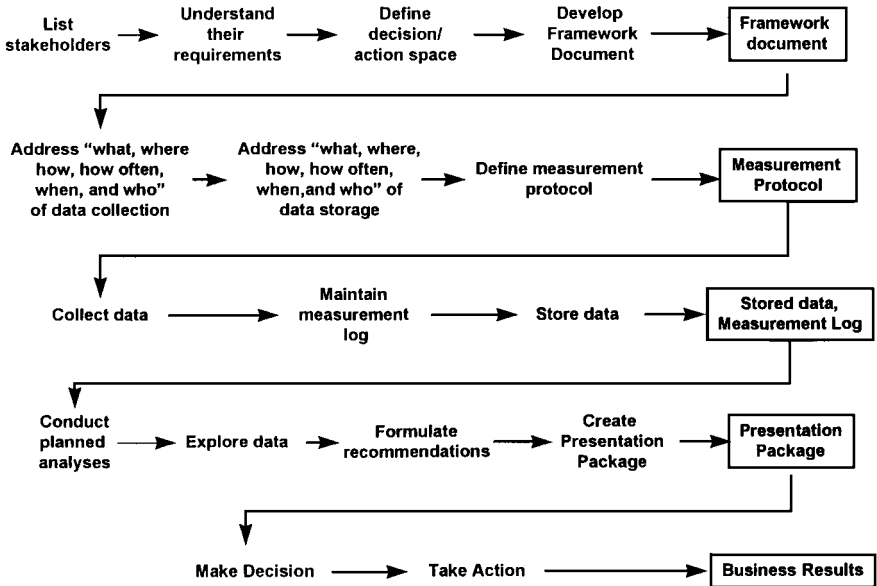 List
stakeholders
Understand
their
requirements
Define
decision/
action space
Develop
Framework
Document
Framework
document
Address “what, where
how, how often,
when, and who”
of data collection
Address “what, where,
how, how often,
when,and who” of
data storage
Define measurement
protocol
Measurement
Protocol
Collect data
Maintain
measurement
log
Store data
Stored data,
Measurement Log
Conduct
planned
analyses
Explore data
Formulate
recommendations
Create
Presentation
Package
Presentation
Package
Make Decision
Take Action
Business Results